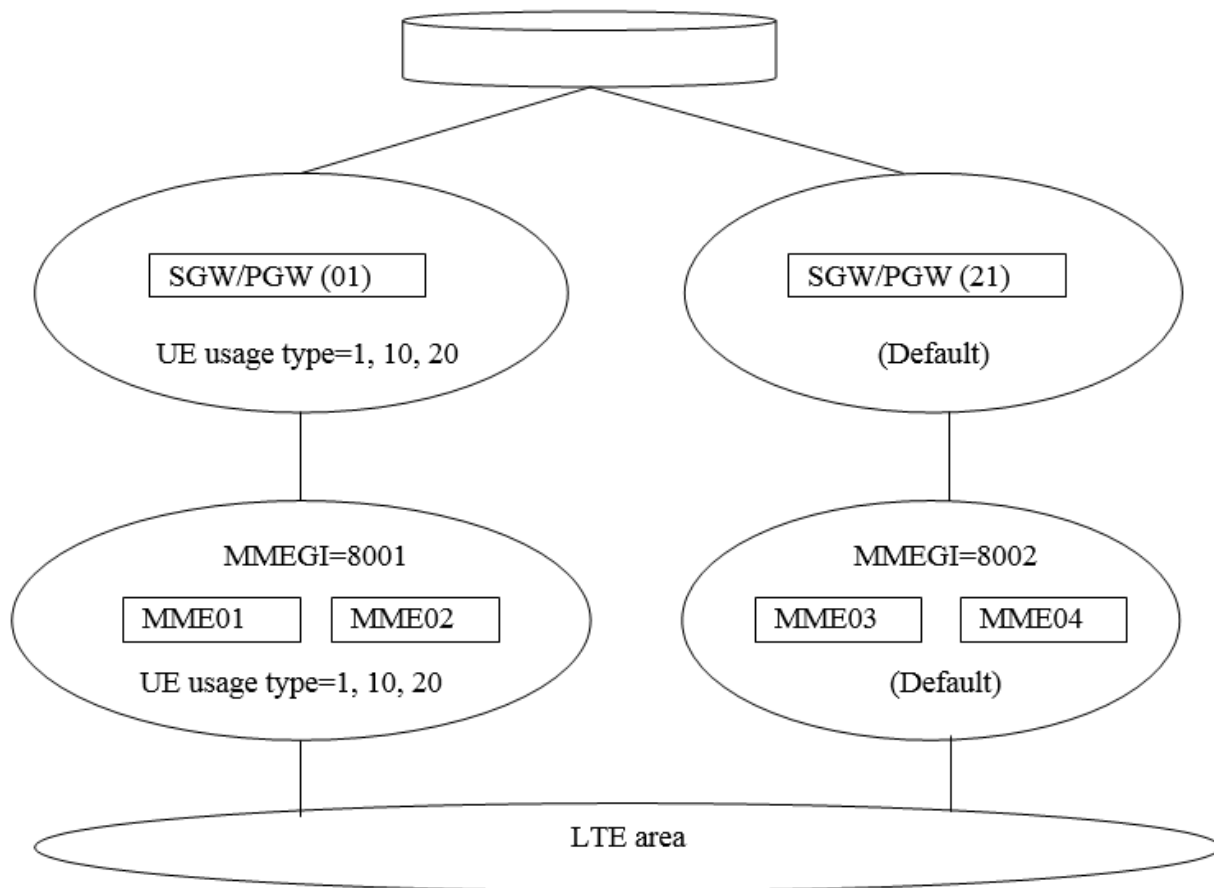 SGW/PGW (01)
SGW/PGW (21)
UE usage type=1, 10, 20
(Default)
MMEGI=8001
MMEGI=8002
MME01
MME02
MME03
MME04
UE usage type=1, 10, 20
(Default)
LTE area